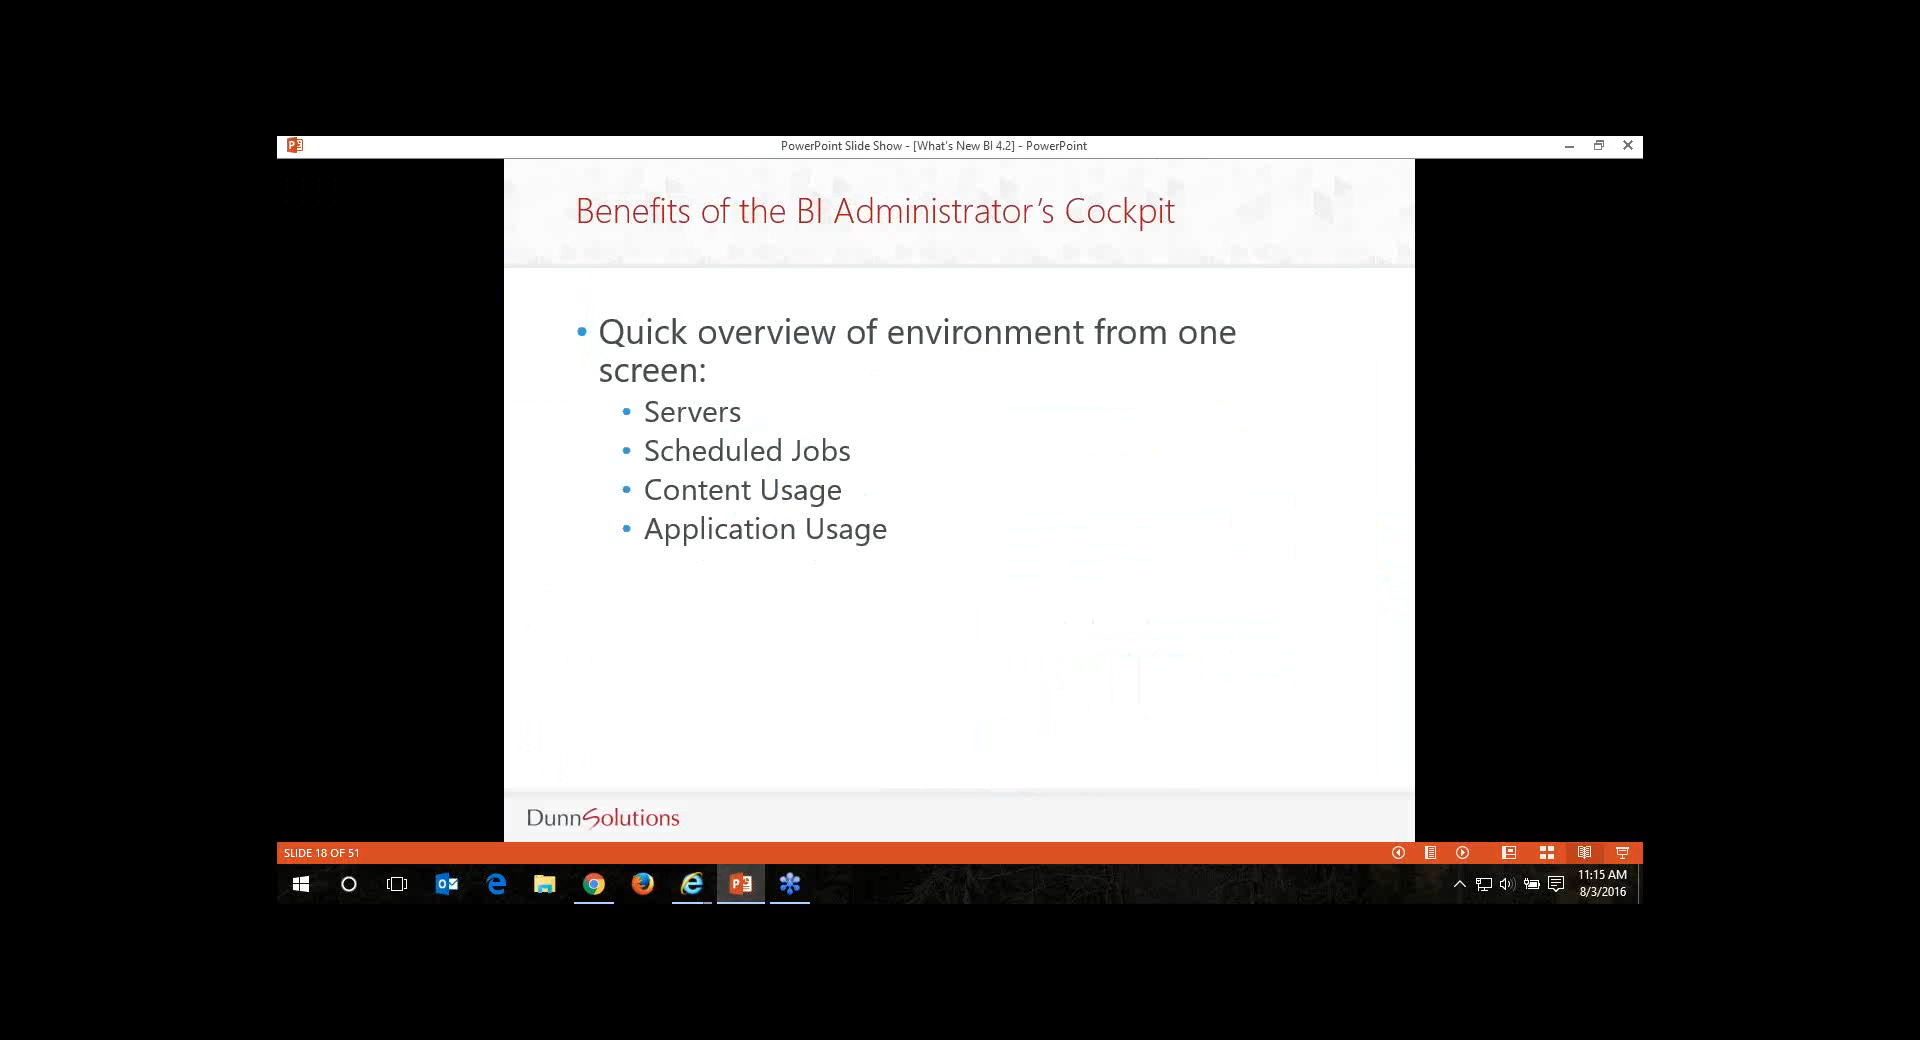 PowerPoint Slide Show - [What's New BI 4.2] - PowerPoint
Benefits of the BI Administrator’s Cockpit
• Quick overview of environment from one
screen:
• Servers
• Scheduled Jobs
• Content Usage
• Application Usage
DunnSolutions
SLIDE 18 OF 51
11:15 AM
8/3/2016